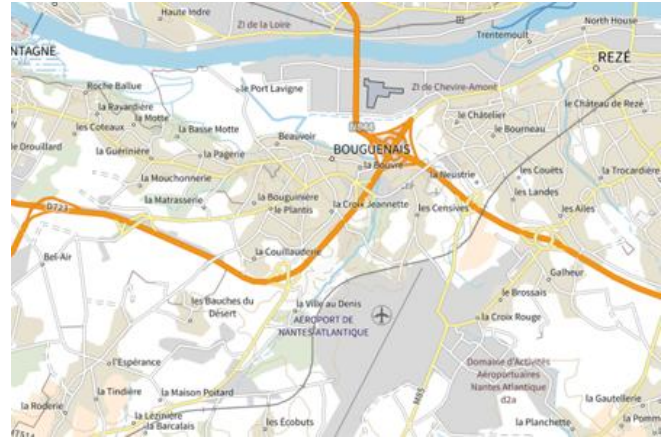 Haute Indre
ZI de la Loire
Trentemoult
North House
NTAGNE
REZÉ
Roche Ballue
le Port Lavigne
ZI de Chevire-Amont
la Ravardière
la Motte
le Château de Rezé
les Coteaux
la Basse Motte
le Châtelier
le Bourneau
le Drouillard
Beauvoir
la Guérinière
la Pagerie
BOUGUENAIS
la Bouvre
les Couëts
la Trocardière
la Mouchonnerie
la Neustrie
la Matrasserie
la Bouguinière
les Landes
D723
le Plantis
la Croix Jeannette
les Censives
les Ailes
Bel-Air
la Couillauderie
Galheur
les Bauches du
Désert
la Ville au Denis
le Brossais
AÉROPORT DE
NANTES-ATLANTIQUE
la Croix Rouge
l'Espérance
Domaine d'Activités
Aéroportuaires
Nantes Atlantique
d2a
la Tindière
la Maison Poitard
M85
la Gautellerie
la Roderie
la Lézinière
la Barcalais
les Ecobuts
la Planchette
la Pomm